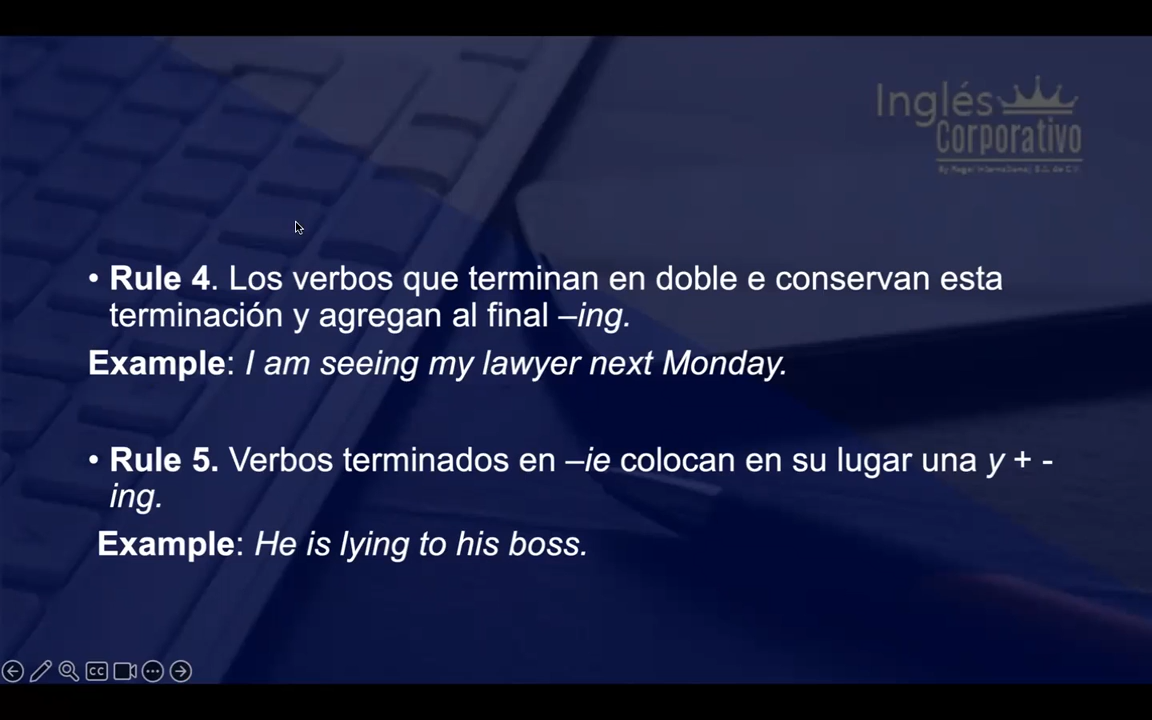 Inglés
Corporativo
• Rule 4. Los verbos que terminan en doble e conservan esta
terminación y agregan al final –ing.
Example: I am seeing my lawyer next Monday.
• Rule 5. Verbos terminados en –ie colocan en su lugar una y + -
ing.
Example: He is lying to his boss.
CC